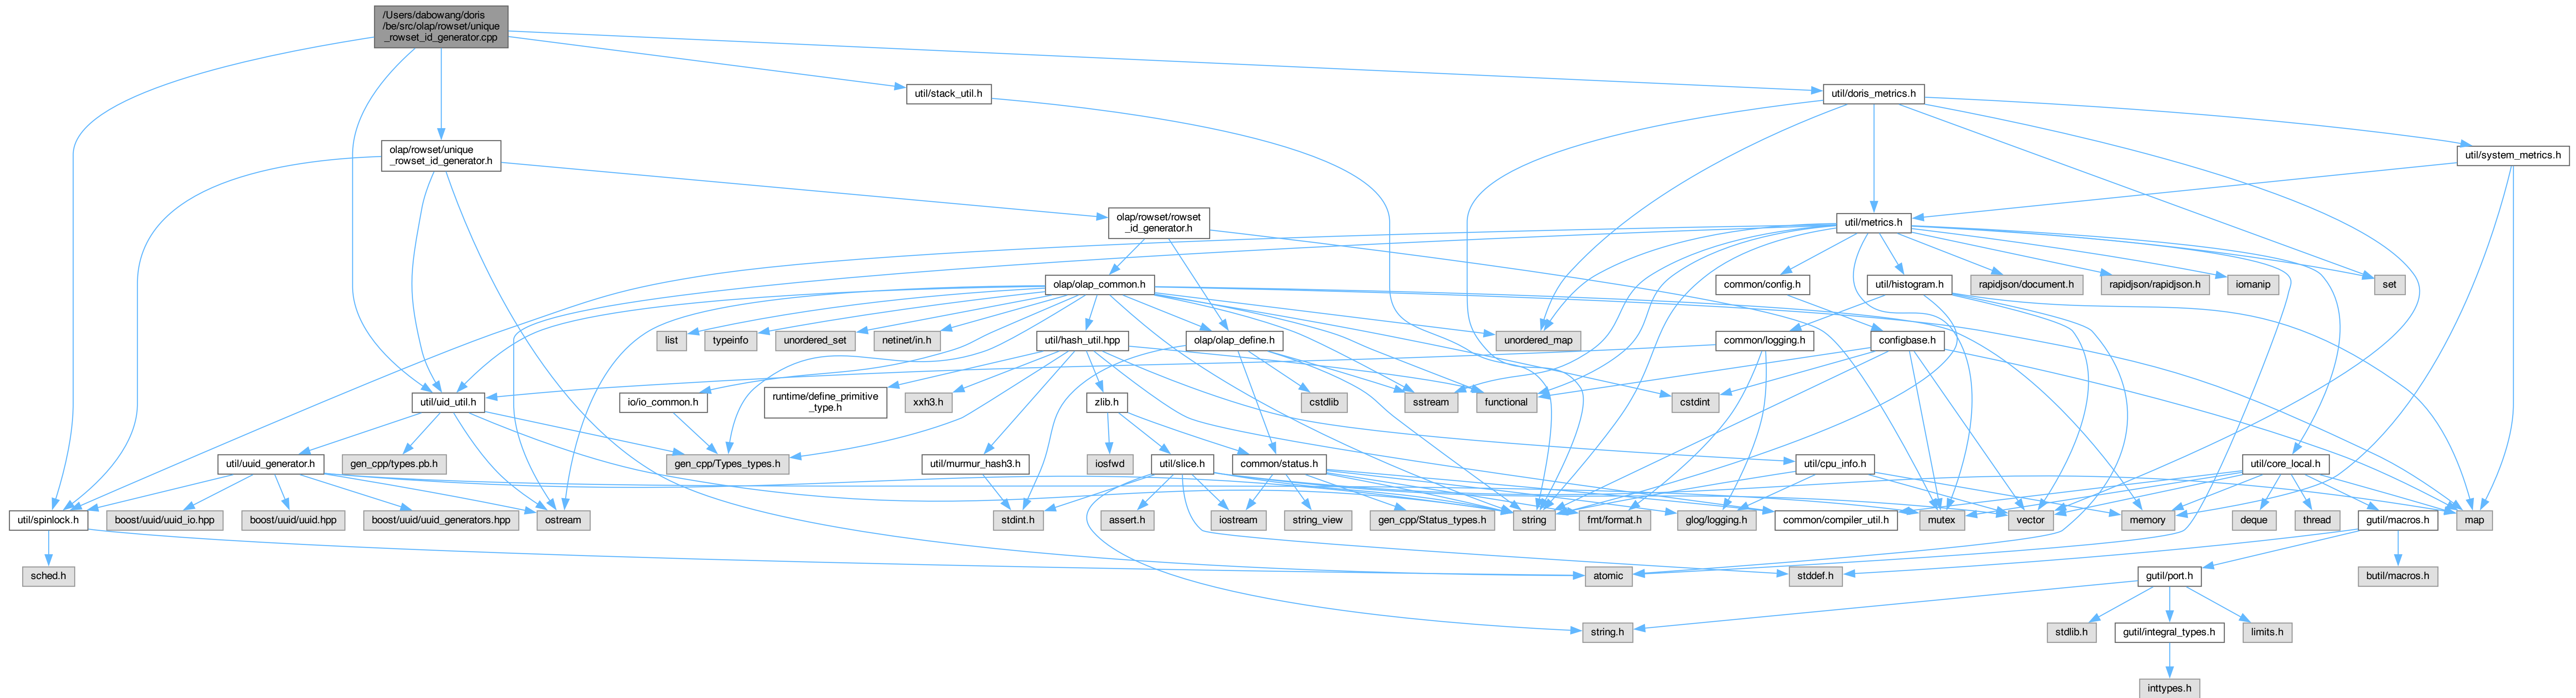 /Users/dabowang/doris
/be/src/olap/rowset/unique
_rowset_id_generator.cpp
util/stack_util.h
util/doris_metrics.h
olap/rowset/unique
_rowset_id_generator.h
util/system_metrics.h
olap/rowset/rowset
_id_generator.h
util/metrics.h
olap/olap_common.h
common/config.h
util/histogram.h
rapidjson/document.h
rapidjson/rapidjson.h
iomanip
set
list
typeinfo
unordered_set
netinet/in.h
util/hash_util.hpp
olap/olap_define.h
unordered_map
common/logging.h
configbase.h
util/uid_util.h
io/io_common.h
runtime/define_primitive
_type.h
xxh3.h
zlib.h
cstdlib
sstream
functional
cstdint
util/uuid_generator.h
gen_cpp/types.pb.h
gen_cpp/Types_types.h
util/murmur_hash3.h
iosfwd
util/slice.h
common/status.h
util/cpu_info.h
util/core_local.h
util/spinlock.h
boost/uuid/uuid_io.hpp
boost/uuid/uuid.hpp
boost/uuid/uuid_generators.hpp
ostream
stdint.h
assert.h
iostream
string_view
gen_cpp/Status_types.h
string
fmt/format.h
glog/logging.h
common/compiler_util.h
mutex
vector
memory
deque
thread
gutil/macros.h
map
sched.h
atomic
stddef.h
gutil/port.h
butil/macros.h
string.h
stdlib.h
gutil/integral_types.h
limits.h
inttypes.h